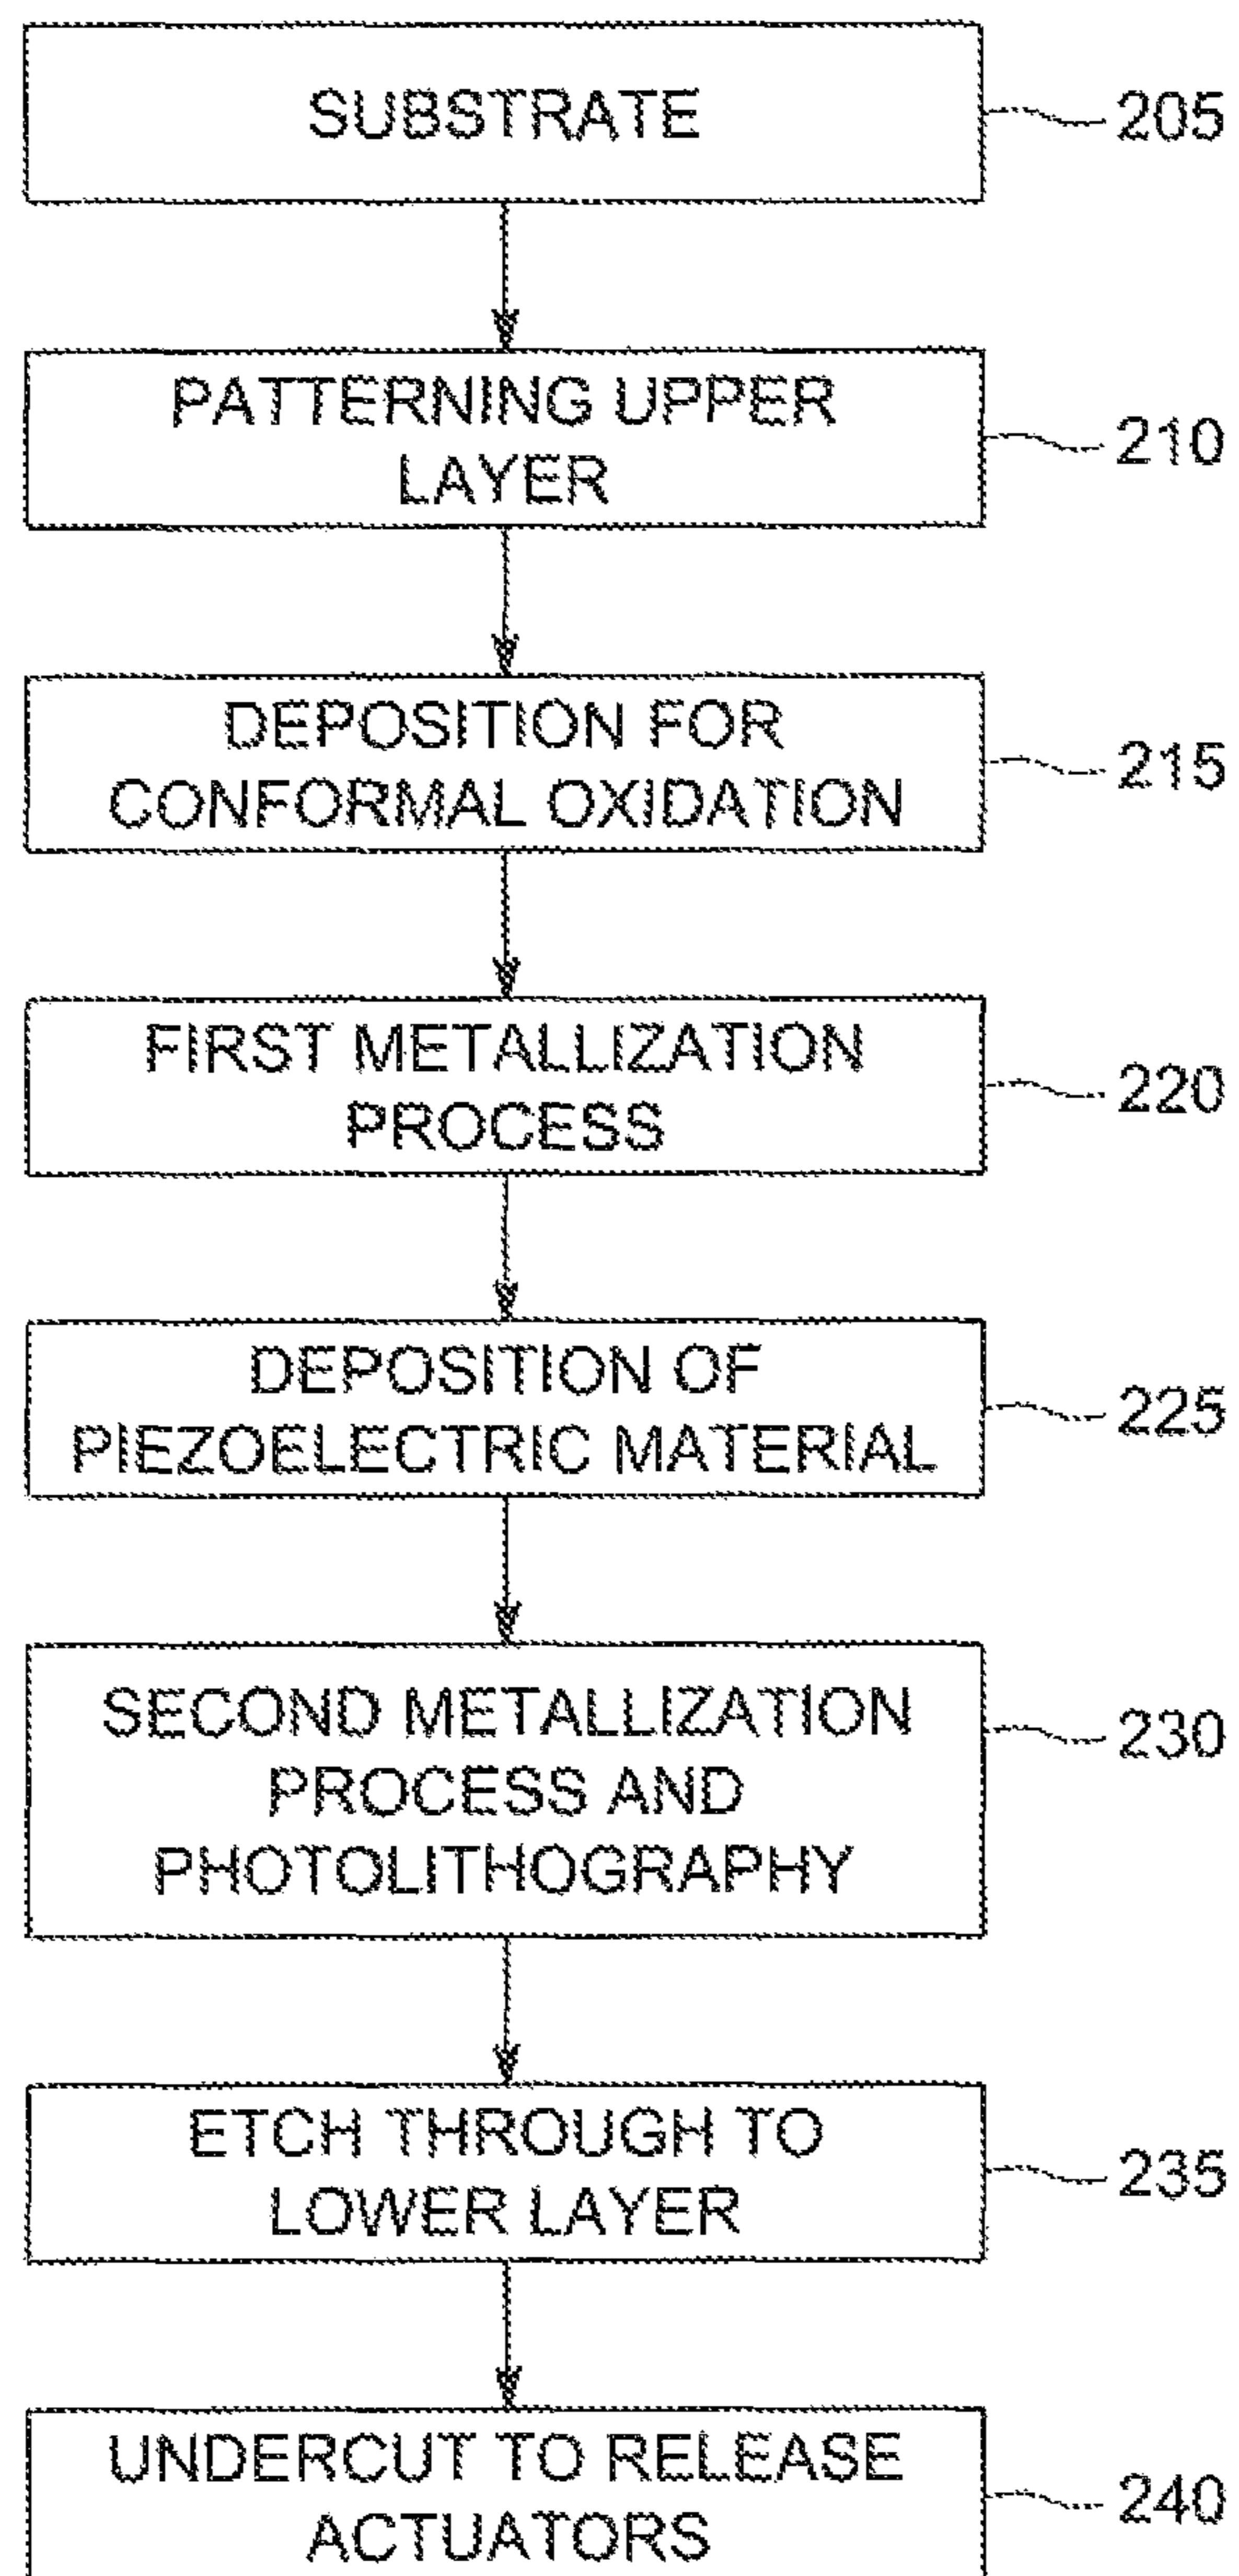 SUBSTRATE
205
PATTERNING UPPER
LAYER
210
DEPOSITION FOR
CONFORMAL OXIDATION
215
FIRST METALLIZATION
PROCESS
220
DEPOSITION OF
PIEZOELECTRIC MATERIAL
225
SECOND METALLIZATION
PROCESS AND
PHOTOLITHOGRAPHY
230
ETCH THROUGH TO
LOWER LAYER
235
UNDERCUT TO RELEASE
ACTUATORS
240